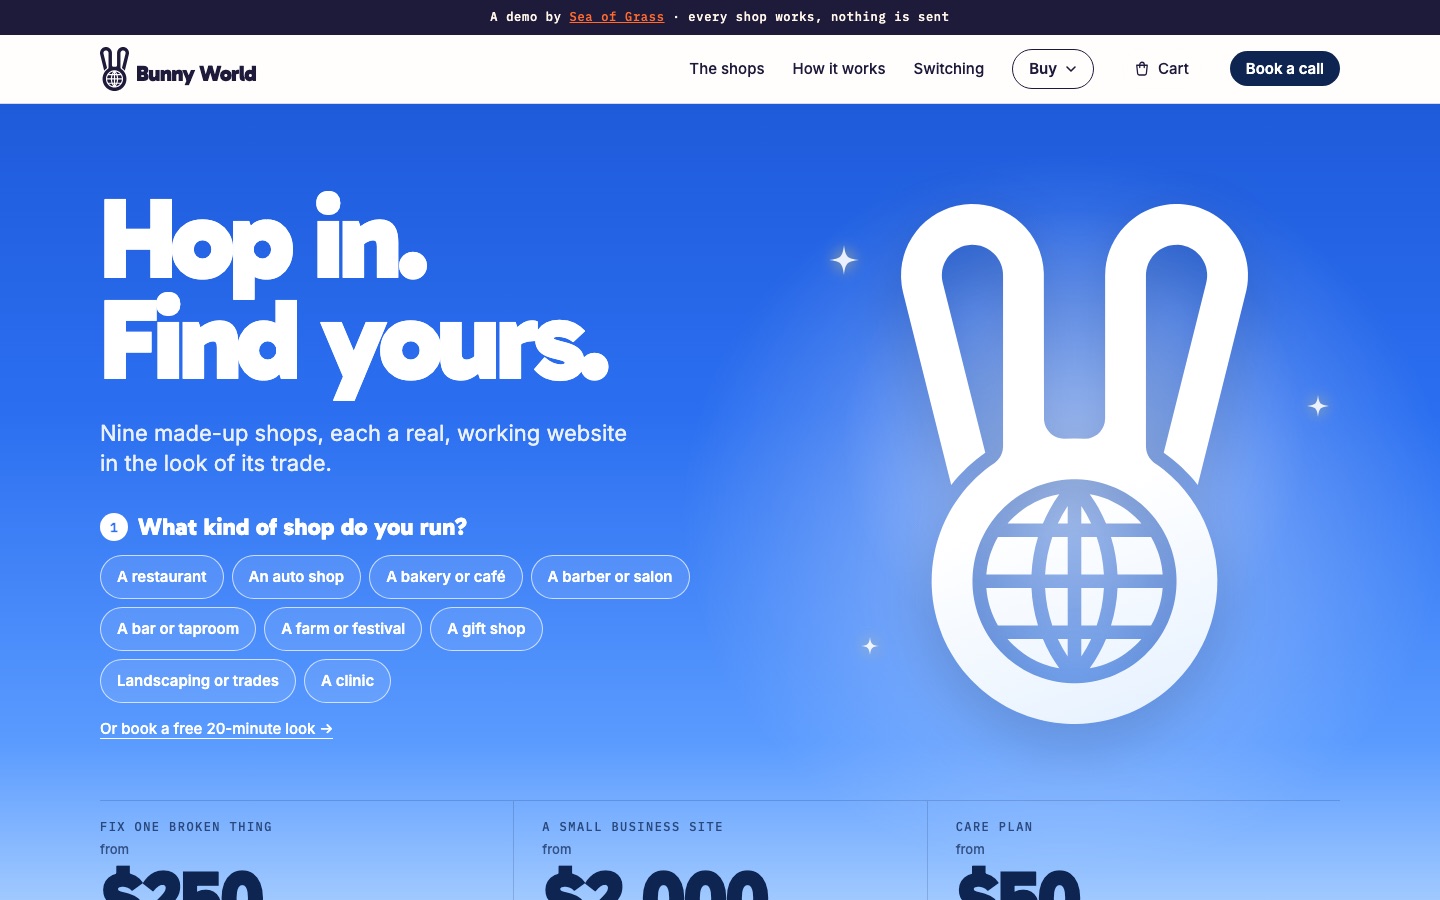 A demo by Sea of Grass · every shop works, nothing is sent
Bunny World
The shops
How it works
Switching
Buy
Cart
Book a call
Hop in.
Find yours.
Nine made-up shops, each a real, working website
in the look of its trade.
1 What kind of shop do you run?
A restaurant
An auto shop
A bakery or café
A barber or salon
A bar or taproom
A farm or festival
A gift shop
Landscaping or trades
A clinic
Or book a free 20-minute look →
FIX ONE BROKEN THING
from
$250
A SMALL BUSINESS SITE
from
$2,000
CARE PLAN
from
$50